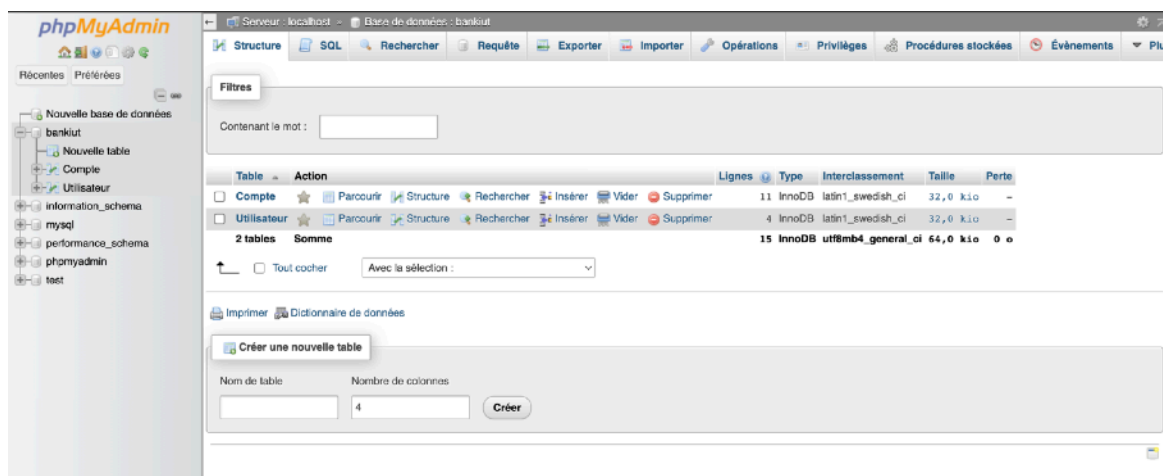 phpMyAdmin
Récentes Préférées
Nouvelle base de données
bankiut
Nouvelle table
Compte
Utilisateur
information_schema
mysql
performance_schema
phpmyadmin
test
Serveur : localhost » Base de données : bankiut
Structure SQL Rechercher Requête Exporter Importer Opérations Privilèges Procédures stockées Évènements Plu
Filtres
Contenant le mot :
Table Action Lignes Type Interclassement Taille Perte
Compte Parcourir Structure Rechercher Insérer Vider Supprimer 11 InnoDB latin1_swedish_ci 32,0 kio -
Utilisateur Parcourir Structure Rechercher Insérer Vider Supprimer 4 InnoDB latin1_swedish_ci 32,0 kio -
2 tables Somme 15 InnoDB utf8mb4_general_ci 64,0 kio 0 o
Tout cocher Avec la sélection :
Imprimer Dictionnaire de données
Créer une nouvelle table
Nom de table Nombre de colonnes
4 Créer